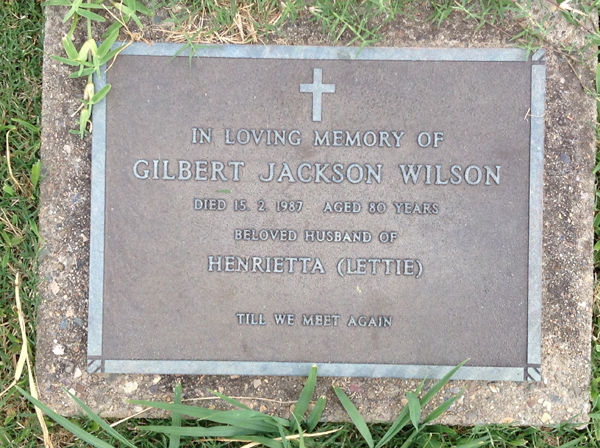 IN LOVING MEMORY OF
GILBERT JACKSON WILSON
DIED 15. 2. 1987 AGED 80 YEARS
BELOVED HUSBAND OF
HENRIETTA (LETTIE)
TILL WE MEET AGAIN